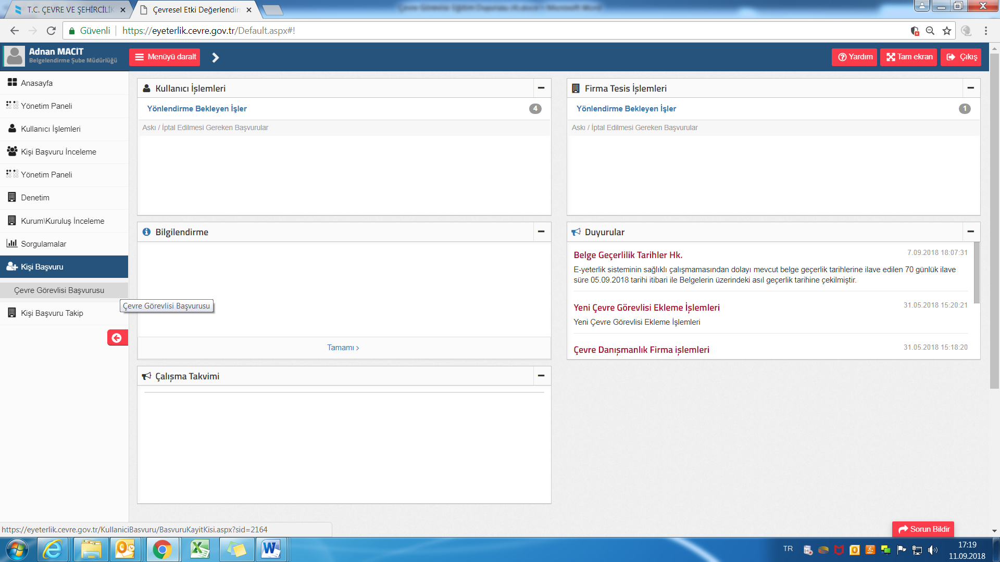 T.C. ÇEVRE VE ŞEHİRCİLİK
Çevresel Etki Değerlendirm
Güvenli
https://eyeterlik.cevre.gov.tr/Default.aspx#!
Adnan MACİT
Belgelendirme Şube Müdürlüğü
Menüyü daralt
Yardım
Tam ekran
Çıkış
Anasayfa
Yönetim Paneli
Kullanıcı İşlemleri
Kişi Başvuru İnceleme
Yönetim Paneli
Denetim
Kurum\Kuruluş İnceleme
Sorgulamalar
Kişi Başvuru
Çevre Görevlisi Başvurusu
Çevre Görevlisi Başvurusu
Kişi Başvuru Takip
Kullanıcı İşlemleri
Yönlendirme Bekleyen İşler 4
Askı / İptal Edilmesi Gereken Başvurular
Firma Tesis İşlemleri
Yönlendirme Bekleyen İşler 1
Askı / İptal Edilmesi Gereken Başvurular
Bilgilendirme
Tamamı >
Duyurular
Belge Geçerlilik Tarihler Hk. 7.09.2018 18:07:31
E-yeterlik sisteminin sağlıklı çalışmamasından dolayı mevcut belge geçerlik tarihlerine ilave edilen 70 günlük ilave
süre 05.09.2018 tarihi itibari ile Belgelerin üzerindeki asıl geçerlik tarihine çekilmiştir.
Yeni Çevre Görevlisi Ekleme İşlemleri 31.05.2018 15:20:21
Yeni Çevre Görevlisi Ekleme İşlemleri
Çevre Danışmanlık Firma işlemleri 31.05.2018 15:18:20
Çalışma Takvimi
https://eyeterlik.cevre.gov.tr/KullaniciBasvuru/BasvuruKayitKisi.aspx?sid=2164
Sorun Bildir
TR
17:19
11.09.2018